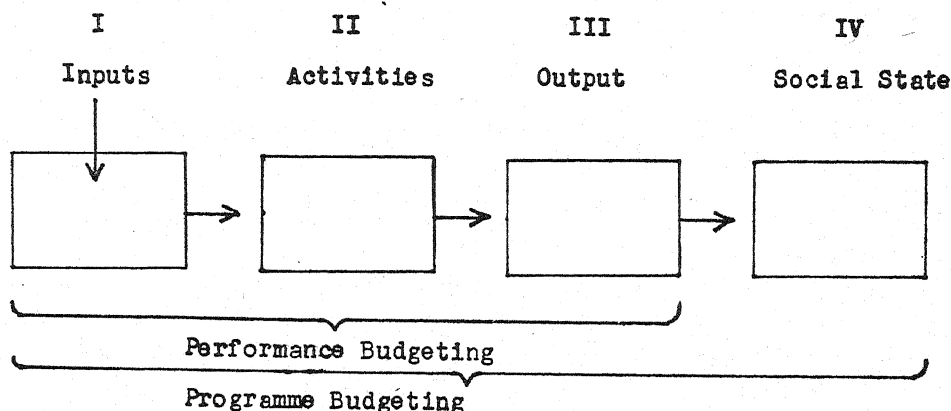 I II III IV
Inputs Activities Output Social State
Performance Budgeting
Programme Budgeting